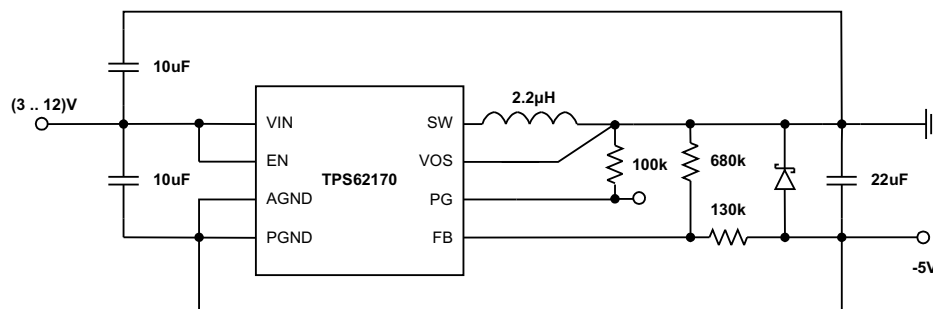 10uF
(3 .. 12)V
2.2µH
VIN
SW
EN
VOS
10uF
TPS62170
100k
680k
22uF
AGND
PG
130k
PGND
FB
-5V